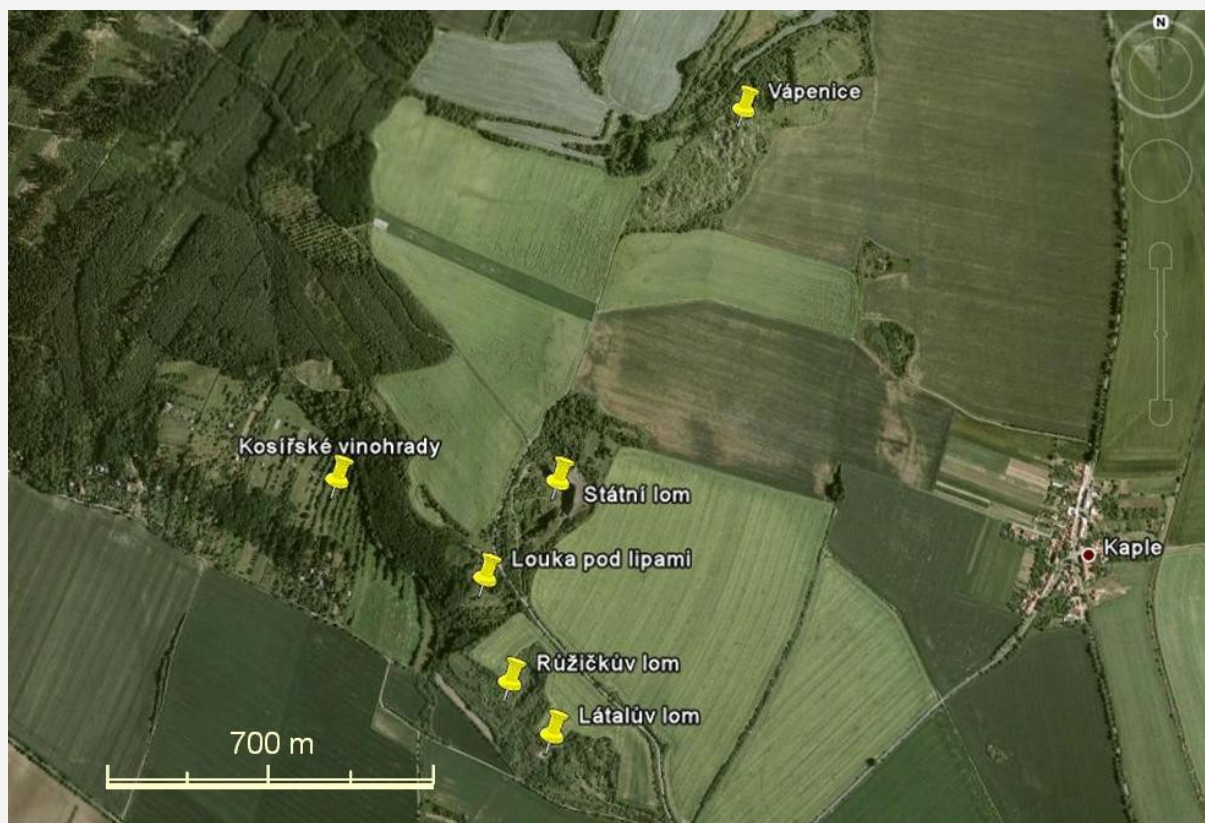 N
Vápenice
Kosířské vinohrady
Státní lom
Kaple
Louka pod lipami
Růžičkův lom
Látalův lom
700 m